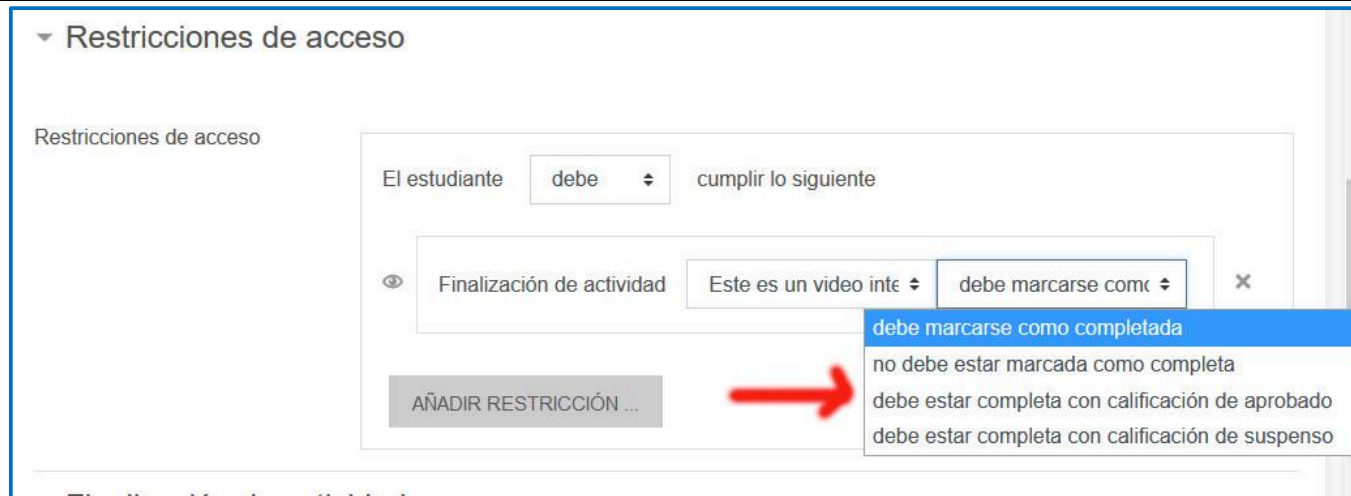 Restricciones de acceso
Restricciones de acceso
El estudiante debe cumplir lo siguiente
Finalización de actividad Este es un video inte debe marcarse como
debe marcarse como completada
no debe estar marcada como completa
debe estar completa con calificación de aprobado
debe estar completa con calificación de suspenso
AÑADIR RESTRICCIÓN ...